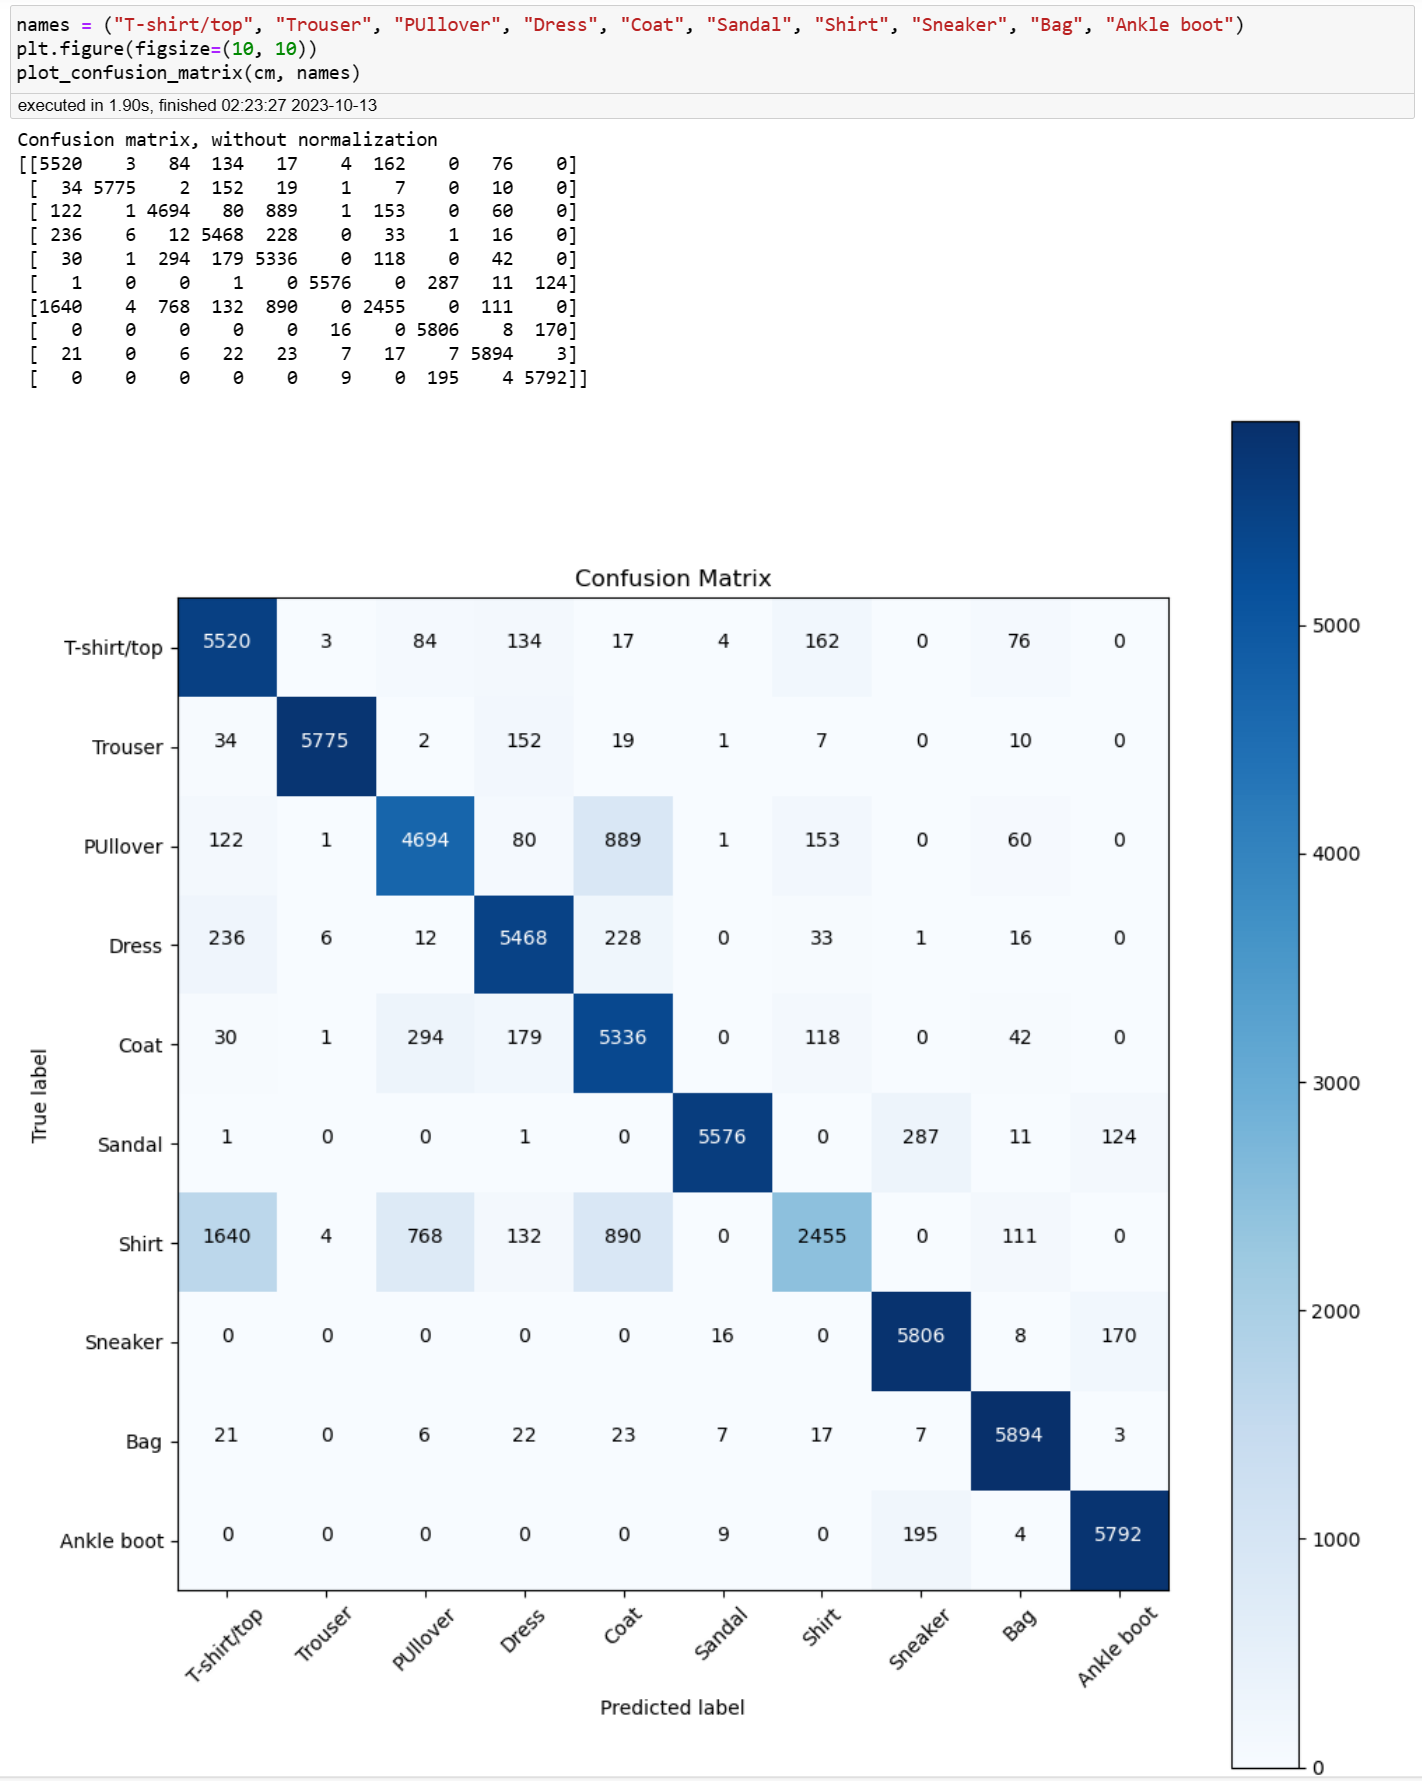 names = ("T-shirt/top", "Trouser", "PUllover", "Dress", "Coat", "Sandal", "Shirt", "Sneaker", "Bag", "Ankle boot")
plt.figure(figsize=(10, 10))
plot_confusion_matrix(cm, names)
executed in 1.90s, finished 02:23:27 2023-10-13
Confusion matrix, without normalization
[[5520 3 84 134 17 4 162 0 76 0]
[ 34 5775 2 152 19 1 7 0 10 0]
[ 122 1 4694 80 889 1 153 0 60 0]
[ 236 6 12 5468 228 0 33 1 16 0]
[ 30 1 294 179 5336 0 118 0 42 0]
[ 1 0 0 1 0 5576 0 287 11 124]
[1640 4 768 132 890 0 2455 0 111 0]
[ 0 0 0 0 0 16 0 5806 8 170]
[ 21 0 6 22 23 7 17 7 5894 3]
[ 0 0 0 0 0 9 0 195 4 5792]]
Confusion Matrix
T-shirt/top 5520 3 84 134 17 4 162 0 76 0
Trouser 34 5775 2 152 19 1 7 0 10 0
PUllover 122 1 4694 80 889 1 153 0 60 0
Dress 236 6 12 5468 228 0 33 1 16 0
Coat 30 1 294 179 5336 0 118 0 42 0
Sandal 1 0 0 1 0 5576 0 287 11 124
Shirt 1640 4 768 132 890 0 2455 0 111 0
Sneaker 0 0 0 0 0 16 0 5806 8 170
Bag 21 0 6 22 23 7 17 7 5894 3
Ankle boot 0 0 0 0 0 9 0 195 4 5792
True label
T-shirt/top Trouser PUllover Dress Coat Sandal Shirt Sneaker Bag Ankle boot
Predicted label
5000
4000
3000
2000
1000
0